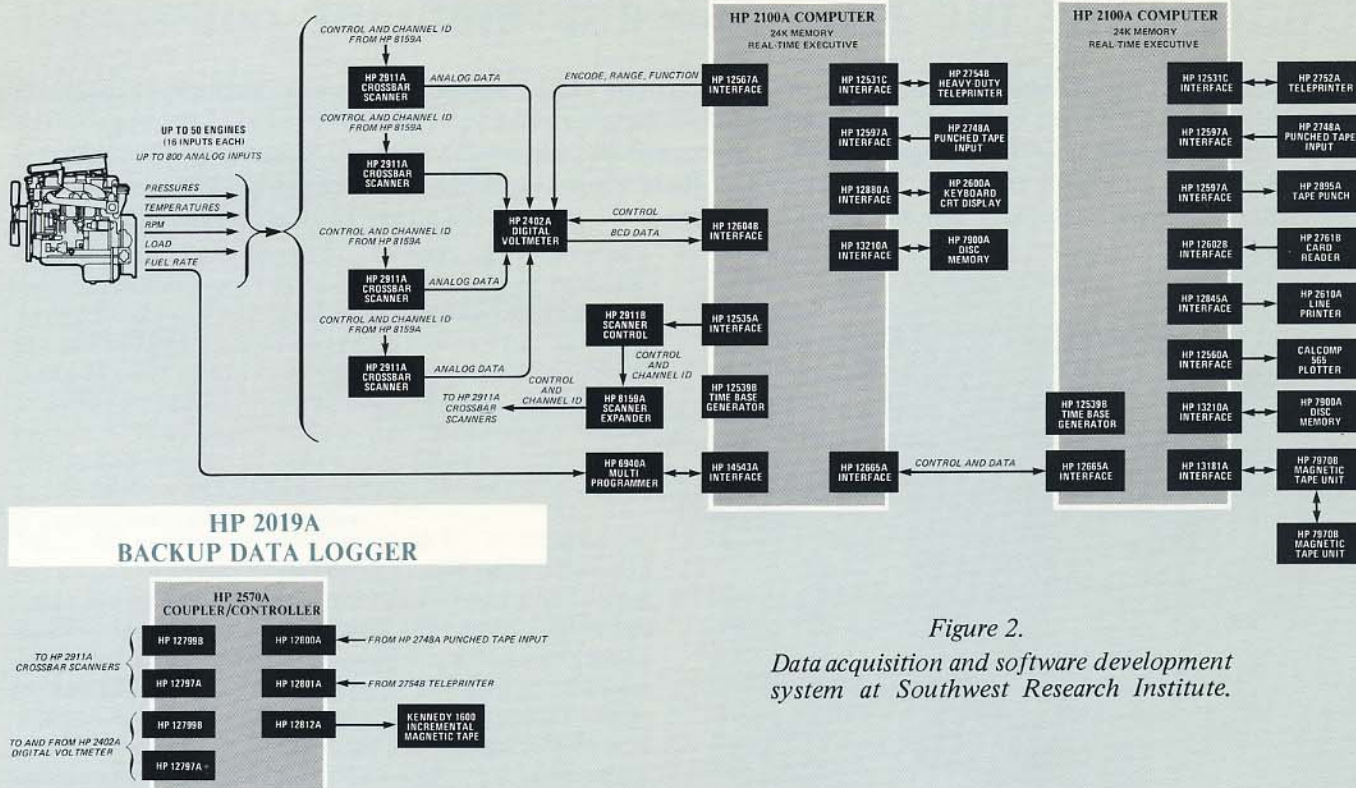 CONTROL AND CHANNEL ID
FROM HP 8159A
HP 2911A
CROSSBAR
SCANNER
ANALOG DATA
CONTROL AND CHANNEL ID
FROM HP 8159A
HP 2911A
CROSSBAR
SCANNER
UP TO 50 ENGINES
(16 INPUTS EACH)
UP TO 800 ANALOG INPUTS
PRESSURES
TEMPERATURES
RPM
LOAD
FUEL RATE
CONTROL AND CHANNEL ID
FROM HP 8159A
HP 2911A
CROSSBAR
SCANNER
ANALOG DATA
CONTROL AND CHANNEL ID
FROM HP 8159A
HP 2911A
CROSSBAR
SCANNER
ANALOG DATA
HP 2402A
DIGITAL
VOLTMETER
ENCODE, RANGE, FUNCTION
CONTROL
BCD DATA
HP 2911B
SCANNER
CONTROL
CONTROL
AND
CHANNEL ID
HP 8159A
SCANNER
EXPANDER
CONTROL
AND
CHANNEL ID
TO HP 2911A
CROSSBAR
SCANNERS
HP 6940A
MULTI
PROGRAMMER
HP 2100A COMPUTER
24K MEMORY
REAL-TIME EXECUTIVE
HP 12567A
INTERFACE
HP 12604B
INTERFACE
HP 12535A
INTERFACE
HP 12539B
TIME BASE
GENERATOR
HP 14543A
INTERFACE
HP 12531C
INTERFACE
HP 2754B
HEAVY DUTY
TELEPRINTER
HP 12597A
INTERFACE
HP 2748A
PUNCHED TAPE
INPUT
HP 12880A
INTERFACE
HP 2600A
KEYBOARD
CRT DISPLAY
HP 13210A
INTERFACE
HP 7900A
DISC
MEMORY
HP 12665A
INTERFACE
CONTROL AND DATA
HP 2100A COMPUTER
24K MEMORY
REAL-TIME EXECUTIVE
HP 12539B
TIME BASE
GENERATOR
HP 12665A
INTERFACE
HP 12531C
INTERFACE
HP 2752A
TELEPRINTER
HP 12597A
INTERFACE
HP 2748A
PUNCHED TAPE
INPUT
HP 12597A
INTERFACE
HP 2895A
TAPE PUNCH
HP 12602B
INTERFACE
HP 2761B
CARD
READER
HP 12845A
INTERFACE
HP 2610A
LINE
PRINTER
HP 12560A
INTERFACE
CALCOMP
565
PLOTTER
HP 13210A
INTERFACE
HP 7900A
DISC
MEMORY
HP 13181A
INTERFACE
HP 7970B
MAGNETIC
TAPE UNIT
HP 7970B
MAGNETIC
TAPE UNIT
HP 2019A
BACKUP DATA LOGGER
HP 2570A
COUPLER/CONTROLLER
TO HP 2911A
CROSSBAR SCANNERS
HP 12799B
HP 12797A
TO AND FROM HP 2402A
DIGITAL VOLTMETER
HP 12799B
HP 12797A
HP 12800A
FROM HP 2748A PUNCHED TAPE INPUT
HP 12801A
FROM 2754B TELEPRINTER
HP 12812A
KENNEDY 1600
INCREMENTAL
MAGNETIC TAPE
Figure 2.
Data acquisition and software development
system at Southwest Research Institute.